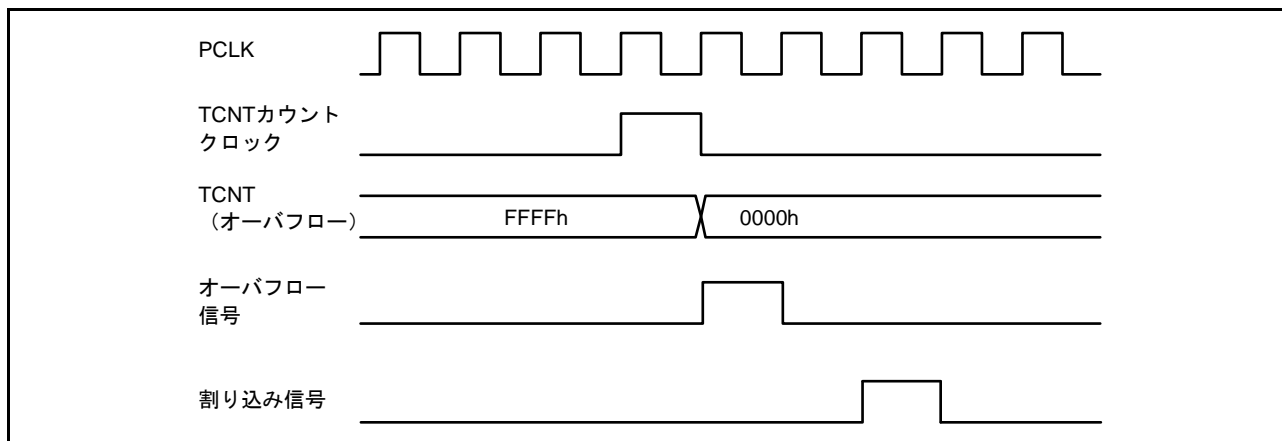 PCLK
TCNTカウント
クロック
TCNT
（オーバフロー）
FFFFh
0000h
オーバフロー
信号
割り込み信号